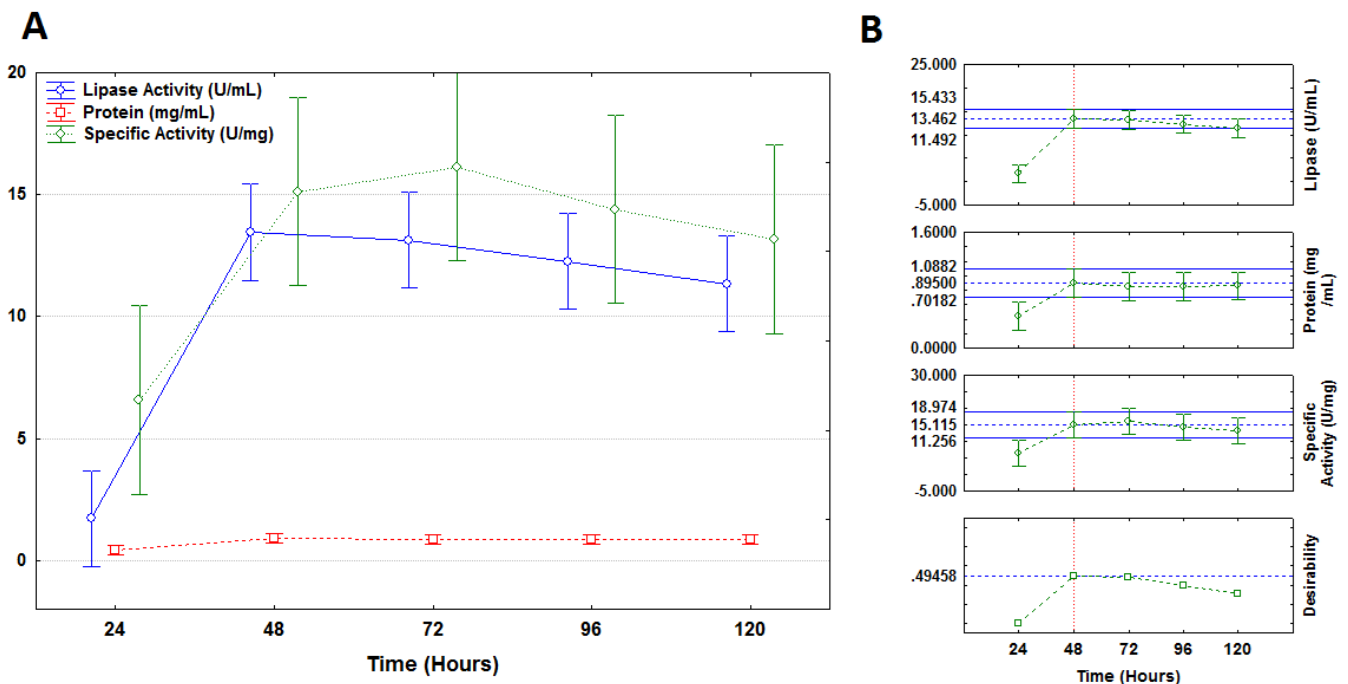 A
20
15
10
5
0
Lipase Activity (U/mL)
Protein (mg/mL)
Specific Activity (U/mg)
24 48 72 96 120
Time (Hours)
B
25.000
15.433
13.462
11.492
-5.000
Lipase (U/mL)
1.6000
1.0882
.89500
.70182
0.0000
Protein (mg
/mL)
30.000
18.974
15.115
11.256
-5.000
Specific
Activity (U/mg)
.49458
Desirability
24 48 72 96 120
Time (Hours)